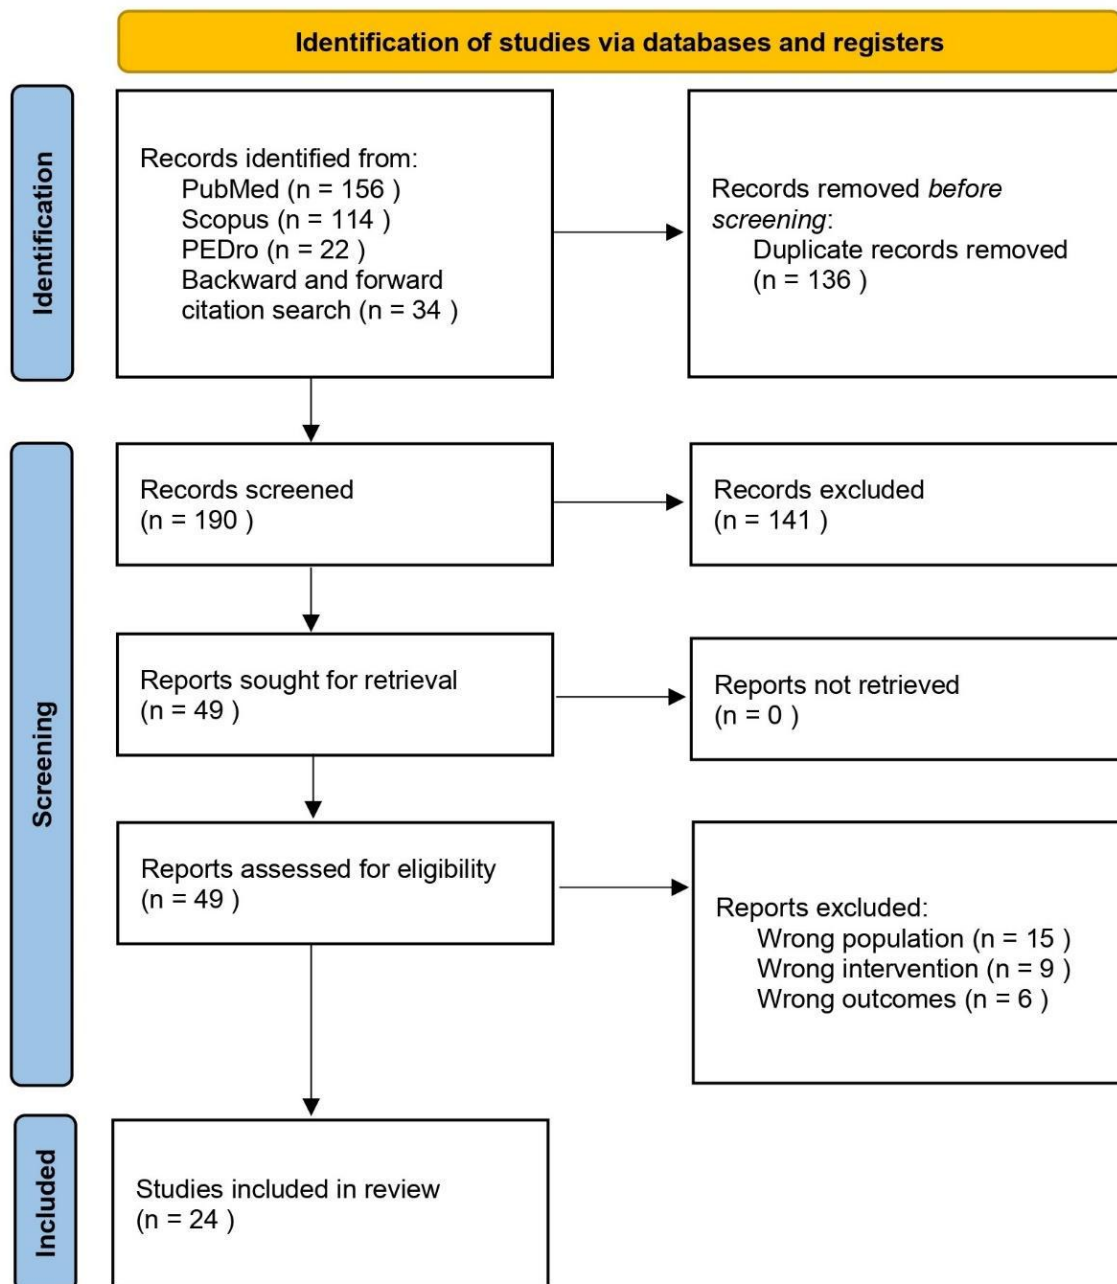 Identification of studies via databases and registers
Identification
Records identified from:
PubMed (n = 156 )
Scopus (n = 114 )
PEDro (n = 22 )
Backward and forward
citation search (n = 34 )
Records removed before
screening:
Duplicate records removed
(n = 136 )
Screening
Records screened
(n = 190 )
Records excluded
(n = 141 )
Reports sought for retrieval
(n = 49 )
Reports not retrieved
(n = 0 )
Reports assessed for eligibility
(n = 49 )
Reports excluded:
Wrong population (n = 15 )
Wrong intervention (n = 9 )
Wrong outcomes (n = 6 )
Included
Studies included in review
(n = 24 )